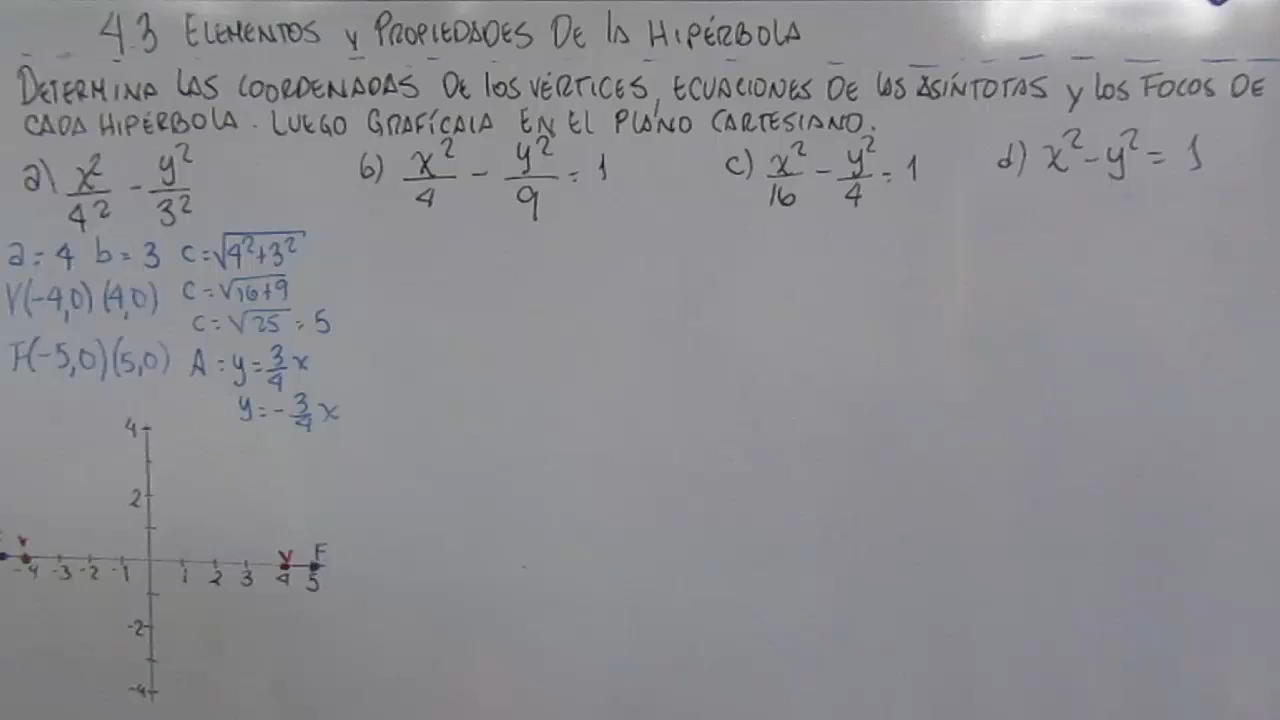 4.3 ELEMENTOS y PROPIEDADES DE la HIPÉRBOLA
DETERMINA LAS COORDENADAS DE los VÉRTICES, ECUACIONES DE LAS ASÍNTOTAS y LOS FOCOS DE
CADA HIPÉRBOLA. LUEGO GRAFÍCALA EN EL PLANO CARTESIANO.
a) x²/4² - y²/3²
b) x²/4 - y²/9 = 1
c) x²/16 - y²/4 = 1
d) x² - y² = 1
a = 4 b = 3 c = √4²+3²
V(-4,0) (4,0) c = √16+9
c = √25 = 5
F(-5,0) (5,0) A = y = 3/4 x
y = - 3/4 x
4
2
V V F
-4 -3 -2 -1 1 2 3 4 5
-2
-4